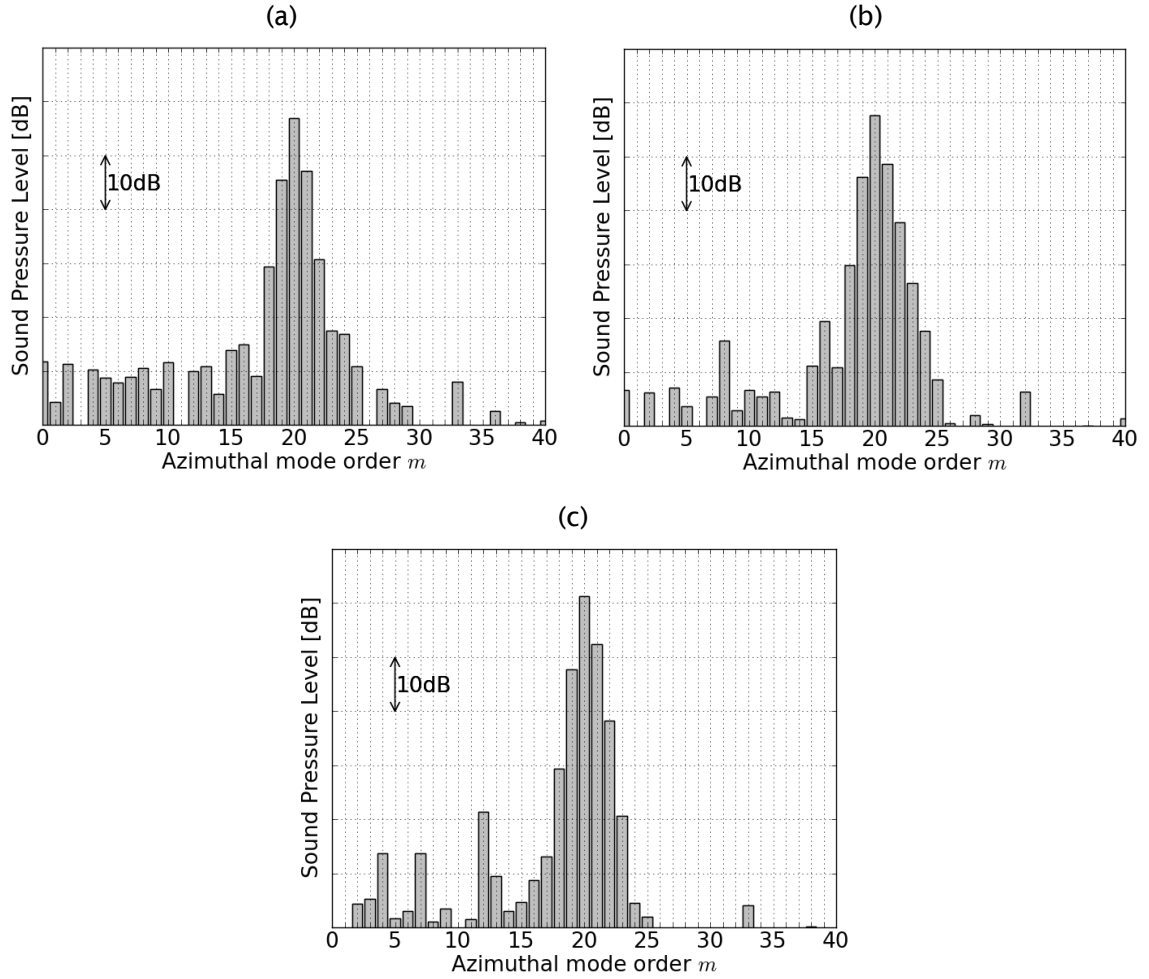 (a)
Sound Pressure Level [dB]
10dB
0 5 10 15 20 25 30 35 40
Azimuthal mode order m
(b)
Sound Pressure Level [dB]
10dB
0 5 10 15 20 25 30 35 40
Azimuthal mode order m
(c)
Sound Pressure Level [dB]
10dB
0 5 10 15 20 25 30 35 40
Azimuthal mode order m